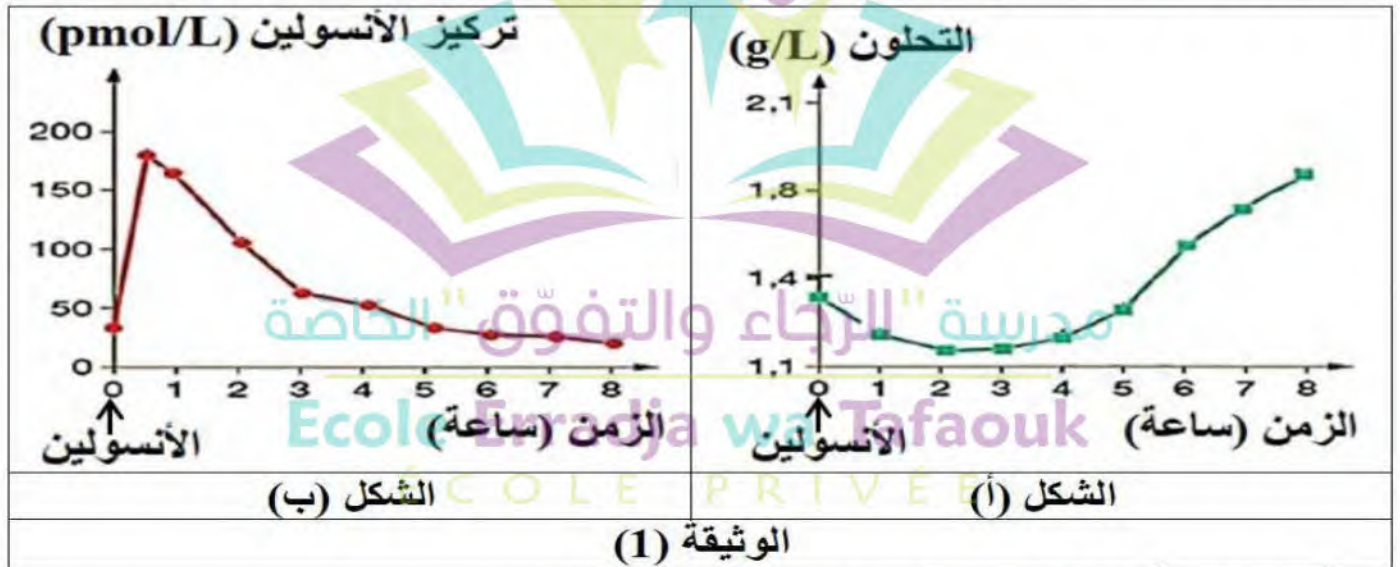 التحلون (g/L)
2,1
1,8
1,4
1,1
0 1 2 3 4 5 6 7 8
الزمن (ساعة)
الأنسولين
الشكل (أ)
تركيز الأنسولين (pmol/L)
200
150
100
50
0
0 1 2 3 4 5 6 7 8
الزمن (ساعة)
الأنسولين
الشكل (ب)
الوثيقة (1)
مدرسة "الرّجاء والتفوّق" الخاصة
Ecole Erradja wa Tafaouk
ÉCOLE PRIVÉE